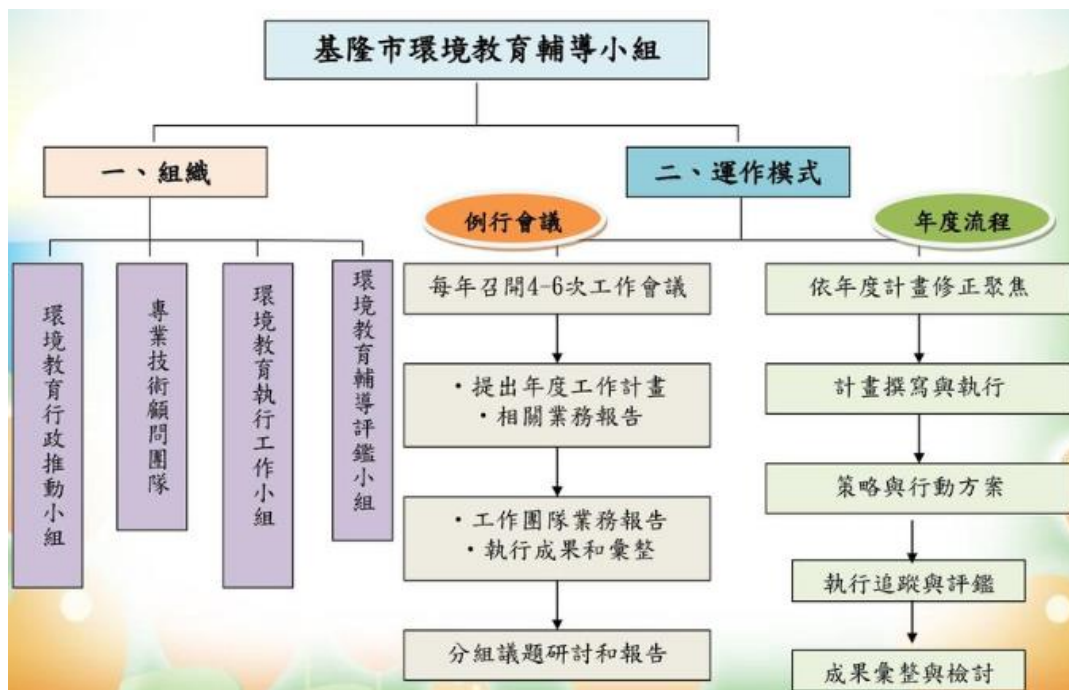 基隆市環境教育輔導小組
一、組織
二、運作模式
例行會議
年度流程
環境教育行政推動小組
專業技術顧問團隊
環境教育執行工作小組
環境教育輔導評鑑小組
每年召開4-6次工作會議
・提出年度工作計畫
・相關業務報告
・工作團隊業務報告
・執行成果和彙整
分組議題研討和報告
依年度計畫修正聚焦
計畫撰寫與執行
策略與行動方案
執行追蹤與評鑑
成果彙整與檢討